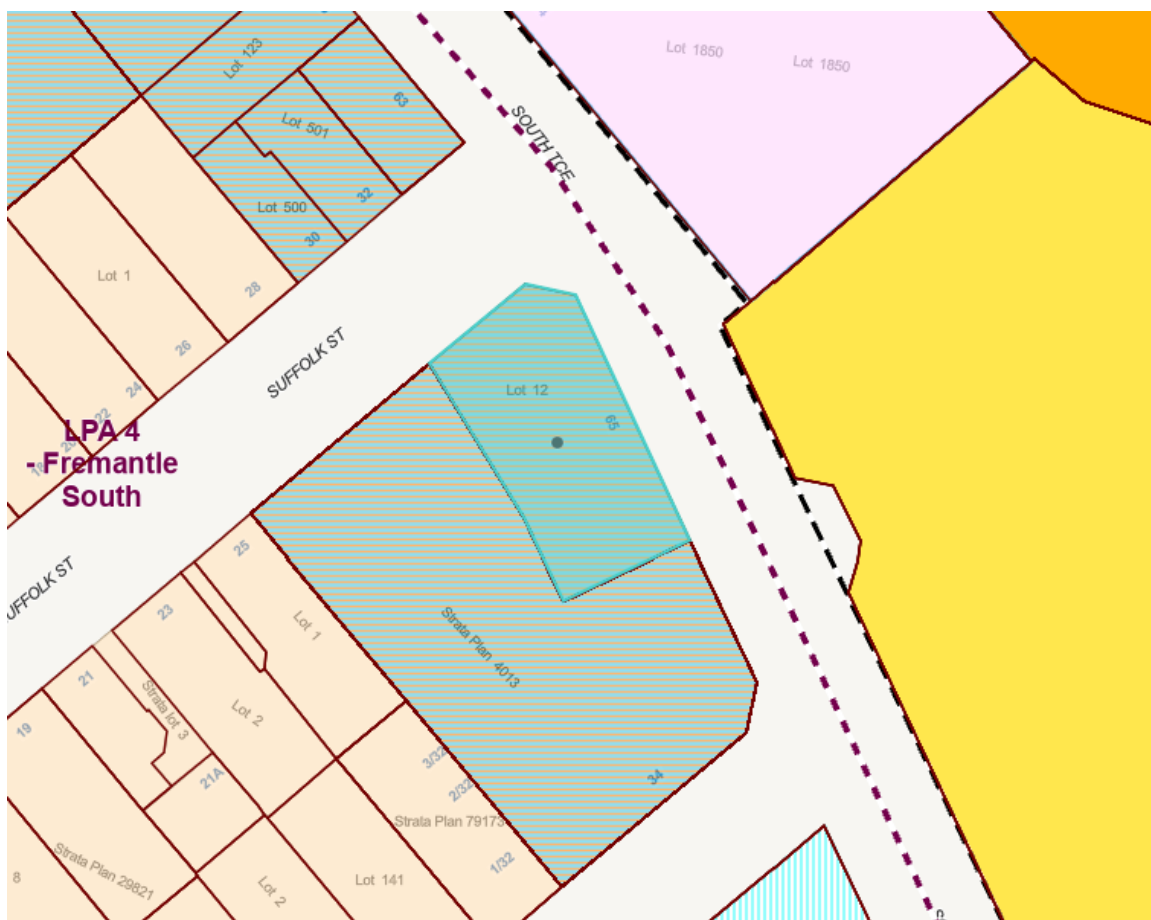 Lot 123
Lot 1850
Lot 1850
63
Lot 501
SOUTH TCE
Lot 500
32
30
Lot 1
28
26
SUFFOLK ST
24
22
Lot 12
65
LPA 4
- Fremantle
South
18
25
UFFOLK ST
23
Lot 1
Strata Plan 4013
21
Strata lot 3
Lot 2
19
21A
3/32
2/32
34
Strata Plan 79173
1/32
Strata Plan 29821
8
Lot 2
Lot 141